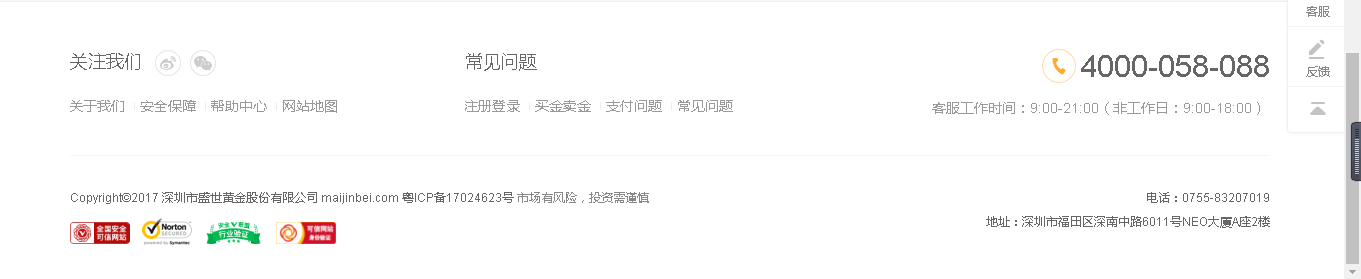 客服
关注我们
常见问题
4000-058-088
反馈
关于我们 安全保障 帮助中心 网站地图
注册登录 买金卖金 支付问题 常见问题
客服工作时间：9:00-21:00（非工作日：9:00-18:00 ）
Copyright©2017 深圳市盛世黄金股份有限公司 maijinbei.com 粤ICP备17024623号 市场有风险，投资需谨慎
电话：0755-83207019
地址：深圳市福田区深南中路6011号NEO大厦A座2楼
全国安全
可信网站
Norton
SECURED
powered by Symantec
安全联盟
行业验证
可信网站
身份验证